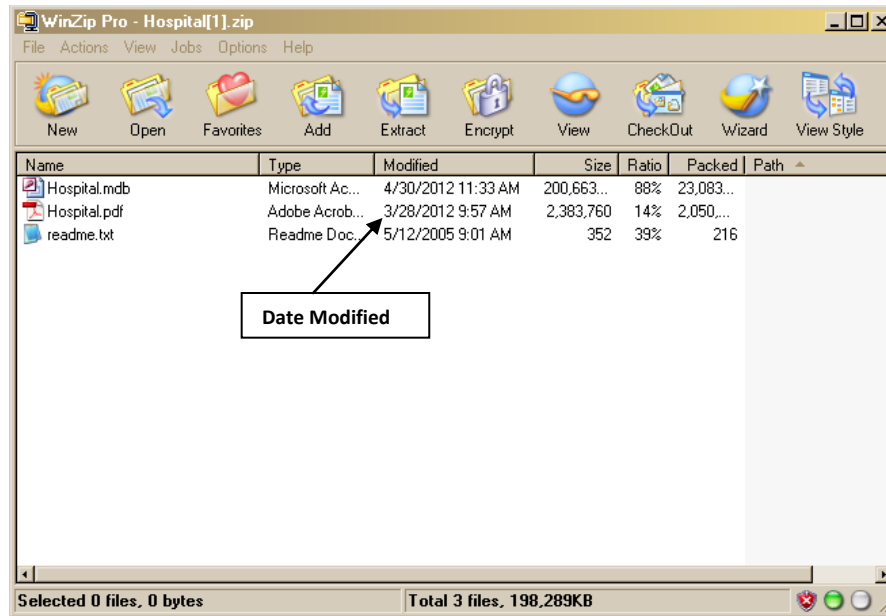 WinZip Pro - Hospital[1].zip
File Actions View Jobs Options Help
New Open Favorites Add Extract Encrypt View CheckOut Wizard View Style
Name Type Modified Size Ratio Packed Path
Hospital.mdb Microsoft Ac... 4/30/2012 11:33 AM 200,663... 88% 23,083...
Hospital.pdf Adobe Acrob... 3/28/2012 9:57 AM 2,383,760 14% 2,050,...
readme.txt Readme Doc... 5/12/2005 9:01 AM 352 39% 216
Date Modified
Selected 0 files, 0 bytes Total 3 files, 198,289KB